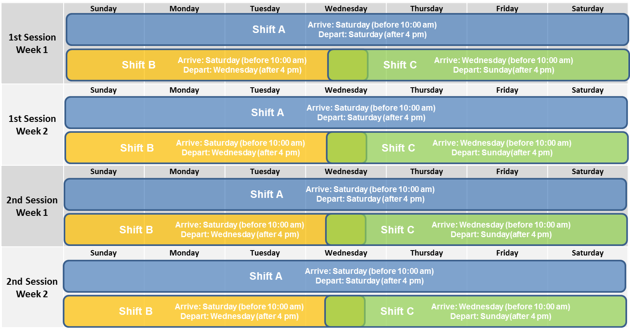 Sunday Monday Tuesday Wednesday Thursday Friday Saturday
1st Session
Week 1
Shift A
Arrive: Saturday (before 10:00 am)
Depart: Saturday (after 4 pm)
Shift B
Arrive: Saturday (before 10:00 am)
Depart: Wednesday (after 4 pm)
Shift C
Arrive: Wednesday (before 10:00 am)
Depart: Sunday (after 4 pm)
Sunday Monday Tuesday Wednesday Thursday Friday Saturday
1st Session
Week 2
Shift A
Arrive: Saturday (before 10:00 am)
Depart: Saturday (after 4 pm)
Shift B
Arrive: Saturday (before 10:00 am)
Depart: Wednesday (after 4 pm)
Shift C
Arrive: Wednesday (before 10:00 am)
Depart: Sunday (after 4 pm)
Sunday Monday Tuesday Wednesday Thursday Friday Saturday
2nd Session
Week 1
Shift A
Arrive: Saturday (before 10:00 am)
Depart: Saturday (after 4 pm)
Shift B
Arrive: Saturday (before 10:00 am)
Depart: Wednesday (after 4 pm)
Shift C
Arrive: Wednesday (before 10:00 am)
Depart: Sunday (after 4 pm)
Sunday Monday Tuesday Wednesday Thursday Friday Saturday
2nd Session
Week 2
Shift A
Arrive: Saturday (before 10:00 am)
Depart: Saturday (after 4 pm)
Shift B
Arrive: Saturday (before 10:00 am)
Depart: Wednesday (after 4 pm)
Shift C
Arrive: Wednesday (before 10:00 am)
Depart: Sunday (after 4 pm)